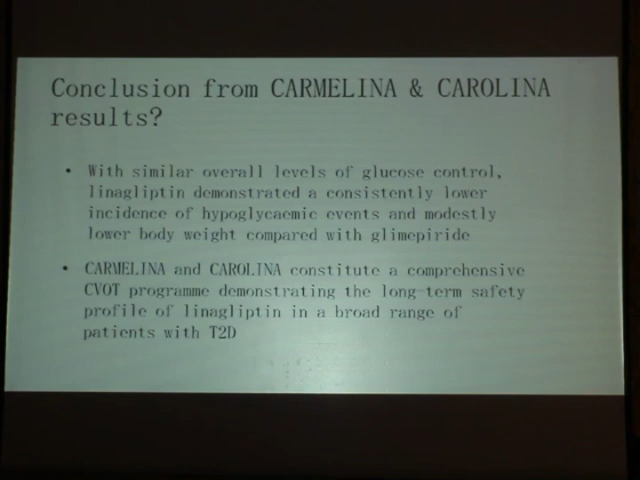 Conclusion from CARMELINA & CAROLINA
results?
• With similar overall levels of glucose control,
linagliptin demonstrated a consistently lower
incidence of hypoglycaemic events and modestly
lower body weight compared with glimepiride
• CARMELINA and CAROLINA constitute a comprehensive
CVOT programme demonstrating the long-term safety
profile of linagliptin in a broad range of
patients with T2D